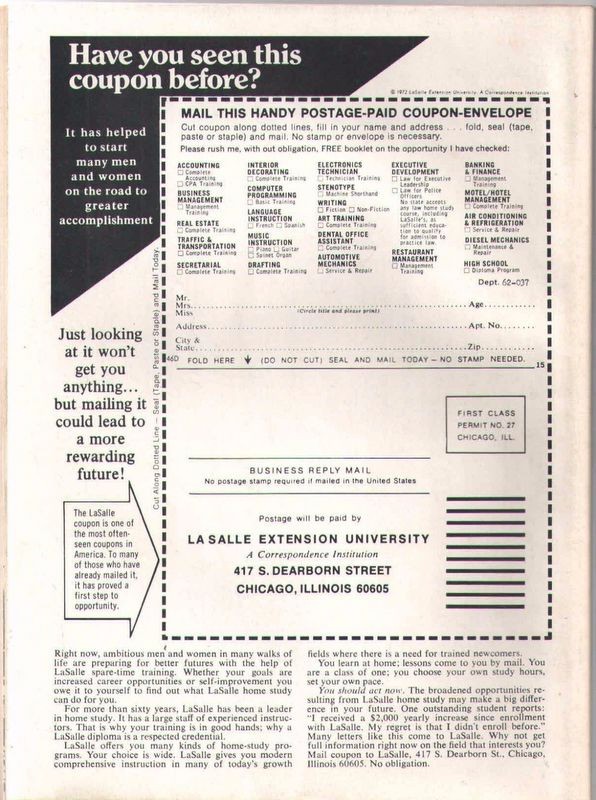 Have you seen this
coupon before?
© 1972 LaSalle Extension University, A Correspondence Institution
It has helped
to start
many men
and women
on the road to
greater
accomplishment
MAIL THIS HANDY POSTAGE-PAID COUPON-ENVELOPE
Cut coupon along dotted lines, fill in your name and address . . . fold, seal (tape,
paste or staple) and mail. No stamp or envelope is necessary.
Please rush me, without obligation, FREE booklet on the opportunity I have checked:
ACCOUNTING
☐ Complete
Accounting
☐ CPA Training
BUSINESS
MANAGEMENT
☐ Management
Training
REAL ESTATE
☐ Complete Training
TRAFFIC &
TRANSPORTATION
☐ Complete Training
SECRETARIAL
☐ Complete Training
INTERIOR
DECORATING
☐ Complete Training
COMPUTER
PROGRAMMING
☐ Basic Training
LANGUAGE
INSTRUCTION
☐ French ☐ Spanish
MUSIC
INSTRUCTION
☐ Piano ☐ Guitar
☐ Spinet Organ
DRAFTING
☐ Complete Training
ELECTRONICS
TECHNICIAN
☐ Technician Training
STENOTYPE
☐ Machine Shorthand
WRITING
☐ Fiction ☐ Non-Fiction
ART TRAINING
☐ Complete Training
DENTAL OFFICE
ASSISTANT
☐ Complete Training
AUTOMOTIVE
MECHANICS
☐ Service & Repair
EXECUTIVE
DEVELOPMENT
☐ Law for Executive
Leadership
☐ Law for Police
Officers
No state accepts
any law home study
course, including
LaSalle's, as
sufficient educa-
tion to qualify
for admission to
practice law.
RESTAURANT
MANAGEMENT
☐ Management
Training
BANKING
& FINANCE
☐ Management
Training
MOTEL/HOTEL
MANAGEMENT
☐ Complete Training
AIR CONDITIONING
& REFRIGERATION
☐ Service & Repair
DIESEL MECHANICS
☐ Maintenance &
Repair
HIGH SCHOOL
☐ Diploma Program
Dept. 62-037
Mr.
Mrs. Age
Miss (Circle title and please print)
Address Apt. No.
City &
State Zip
46D FOLD HERE (DO NOT CUT) SEAL AND MAIL TODAY — NO STAMP NEEDED. 15
Cut Along Dotted Line — Seal (Tape, Paste or Staple) and Mail Today.
Just looking
at it won't
get you
anything...
but mailing it
could lead to
a more
rewarding
future!
FIRST CLASS
PERMIT NO. 27
CHICAGO, ILL.
BUSINESS REPLY MAIL
No postage stamp required if mailed in the United States
Postage will be paid by
LA SALLE EXTENSION UNIVERSITY
A Correspondence Institution
417 S. DEARBORN STREET
CHICAGO, ILLINOIS 60605
The LaSalle
coupon is one of
the most often-
seen coupons in
America. To many
of those who have
already mailed it,
it has proved a
first step to
opportunity.
Right now, ambitious men and women in many walks of
life are preparing for better futures with the help of
LaSalle spare-time training. Whether your goals are
increased career opportunities or self-improvement you
owe it to yourself to find out what LaSalle home study
can do for you.
For more than sixty years, LaSalle has been a leader
in home study. It has a large staff of experienced instruc-
tors. That is why your training is in good hands; why a
LaSalle diploma is a respected credential.
LaSalle offers you many kinds of home-study pro-
grams. Your choice is wide. LaSalle gives you modern
comprehensive instruction in many of today's growth
fields where there is a need for trained newcomers.
You learn at home; lessons come to you by mail. You
are a class of one; you choose your own study hours,
set your own pace.
You should act now. The broadened opportunities re-
sulting from LaSalle home study may make a big differ-
ence in your future. One outstanding student reports:
"I received a $2,000 yearly increase since enrollment
with LaSalle. My regret is that I didn't enroll before."
Many letters like this come to LaSalle. Why not get
full information right now on the field that interests you?
Mail coupon to LaSalle, 417 S. Dearborn St., Chicago,
Illinois 60605. No obligation.